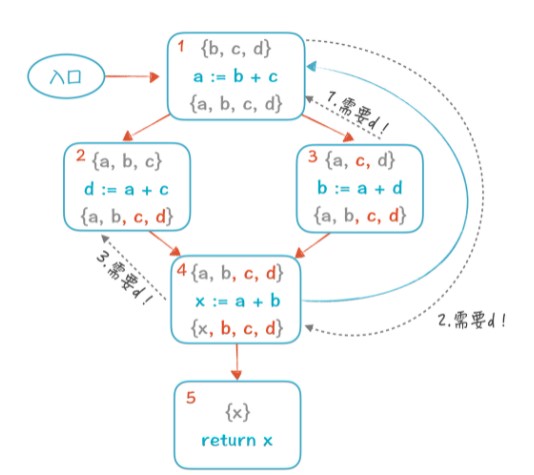 入口
1 {b, c, d}
a := b + c
{a, b, c, d}
1.需要d！
2 {a, b, c}
d := a + c
{a, b, c, d}
3 {a, c, d}
b := a + d
{a, b, c, d}
3.需要d！
4 {a, b, c, d}
x := a + b
{x, b, c, d}
2.需要d！
5
{x}
return x